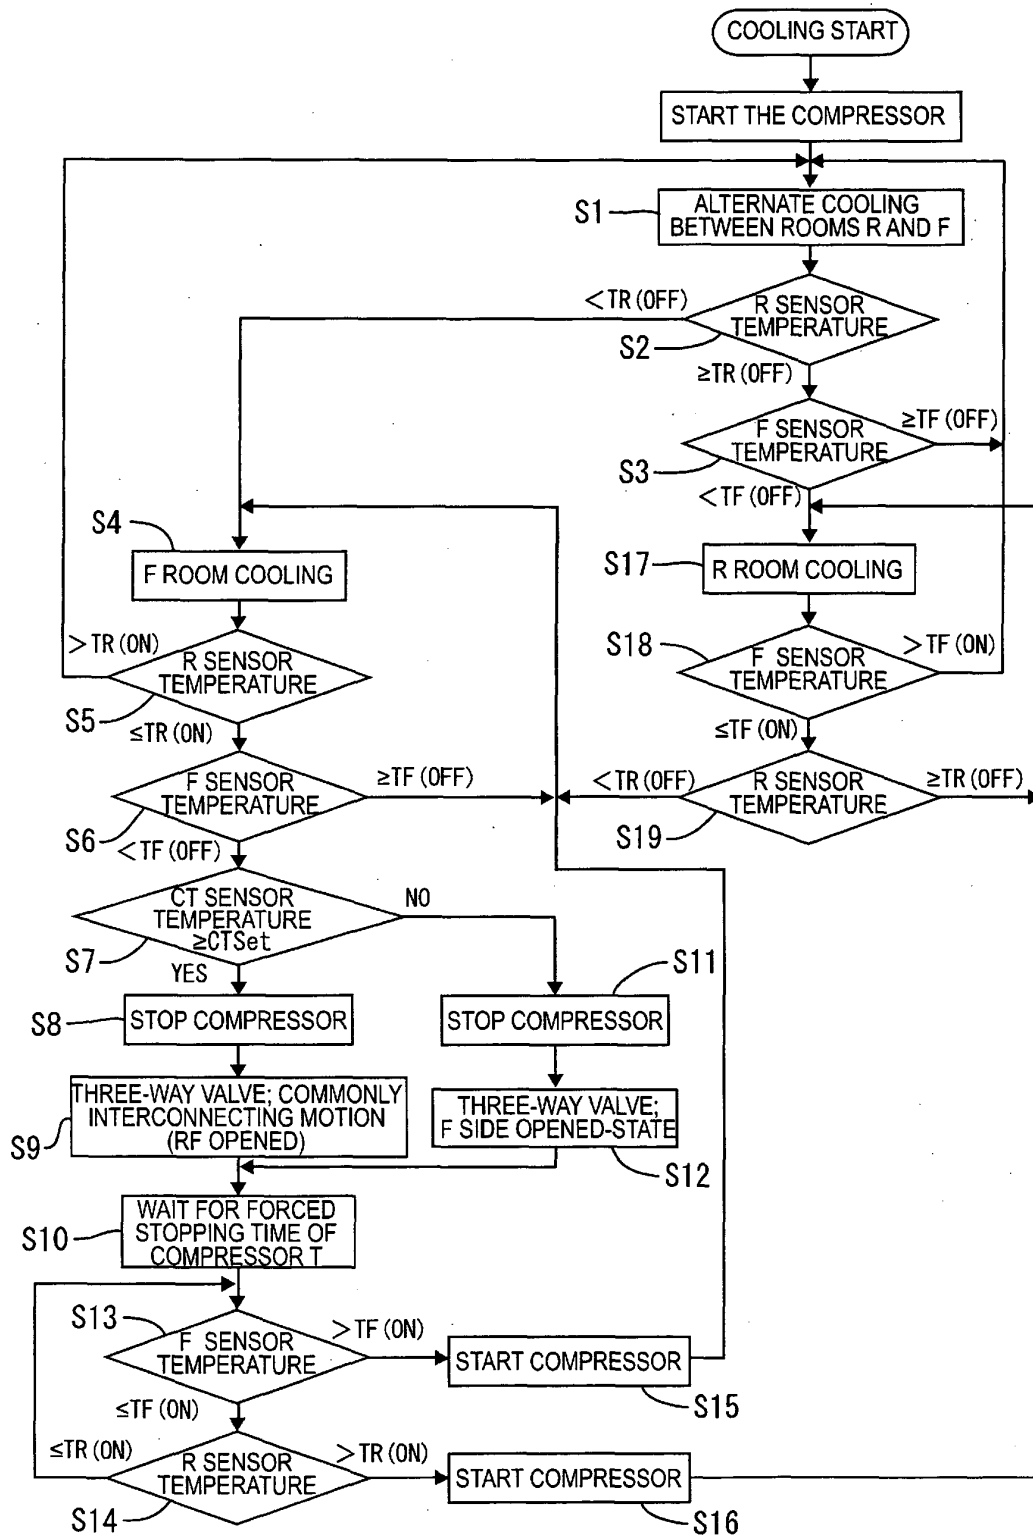 COOLING START
START THE COMPRESSOR
S1
ALTERNATE COOLING
BETWEEN ROOMS R AND F
<TR(OFF)
R SENSOR
TEMPERATURE
S2
≥TR(OFF)
F SENSOR
TEMPERATURE
≥TF(OFF)
S3
<TF(OFF)
S4
F ROOM COOLING
S17
R ROOM COOLING
>TR(ON)
R SENSOR
TEMPERATURE
S5
≤TR(ON)
S18
F SENSOR
TEMPERATURE
>TF(ON)
≤TF(ON)
F SENSOR
TEMPERATURE
≥TF(OFF)
S6
<TF(OFF)
<TR(OFF)
R SENSOR
TEMPERATURE
≥TR(OFF)
S19
CT SENSOR
TEMPERATURE
≥CTSet
NO
S7
YES
S8
STOP COMPRESSOR
S11
STOP COMPRESSOR
THREE-WAY VALVE; COMMONLY
INTERCONNECTING MOTION
(RF OPENED)
S9
THREE-WAY VALVE;
F SIDE OPENED-STATE
S12
S10
WAIT FOR FORCED
STOPPING TIME OF
COMPRESSOR T
S13
F SENSOR
TEMPERATURE
>TF(ON)
START COMPRESSOR
S15
≤TF(ON)
≤TR(ON)
R SENSOR
TEMPERATURE
>TR(ON)
S14
START COMPRESSOR
S16